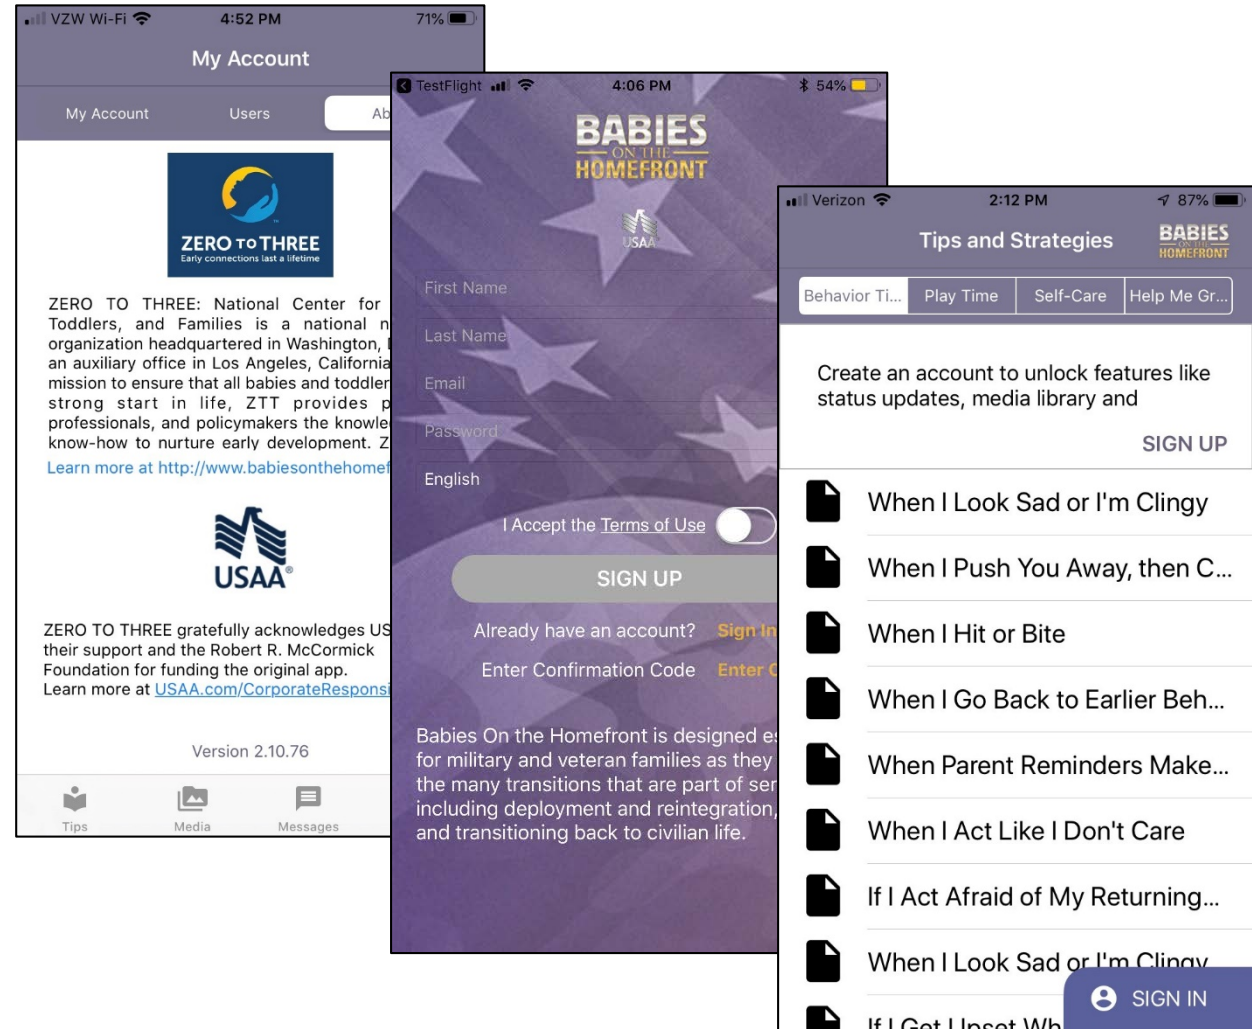 VZW Wi-Fi 4:52 PM 71%
My Account
My Account Users Ab
ZERO TO THREE
Early connections last a lifetime
ZERO TO THREE: National Center for
Toddlers, and Families is a national n
organization headquartered in Washington,
an auxiliary office in Los Angeles, California
mission to ensure that all babies and toddler
strong start in life, ZTT provides p
professionals, and policymakers the knowle
know-how to nurture early development. Z
Learn more at http://www.babiesonthehomef
USAA®
ZERO TO THREE gratefully acknowledges US
their support and the Robert R. McCormick
Foundation for funding the original app.
Learn more at USAA.com/CorporateResponsi
Version 2.10.76
Tips Media Messages
TestFlight 4:06 PM 54%
BABIES
ON THE
HOMEFRONT
USAA
First Name
Last Name
Email
Password
English
I Accept the Terms of Use
SIGN UP
Already have an account? Sign In
Enter Confirmation Code Enter C
Babies On the Homefront is designed es
for military and veteran families as they
the many transitions that are part of ser
including deployment and reintegration,
and transitioning back to civilian life.
Verizon 2:12 PM 87%
Tips and Strategies
BABIES
ON THE
HOMEFRONT
Behavior Ti... Play Time Self-Care Help Me Gr...
Create an account to unlock features like
status updates, media library and
SIGN UP
When I Look Sad or I'm Clingy
When I Push You Away, then C...
When I Hit or Bite
When I Go Back to Earlier Beh...
When Parent Reminders Make...
When I Act Like I Don't Care
If I Act Afraid of My Returning...
When I Look Sad or I'm Clingy
SIGN IN
If I Get Upset Wh